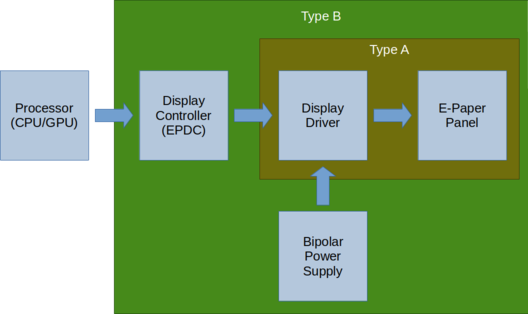 Type B
Type A
Processor
(CPU/GPU)
Display
Controller
(EPDC)
Display
Driver
E-Paper
Panel
Bipolar
Power
Supply